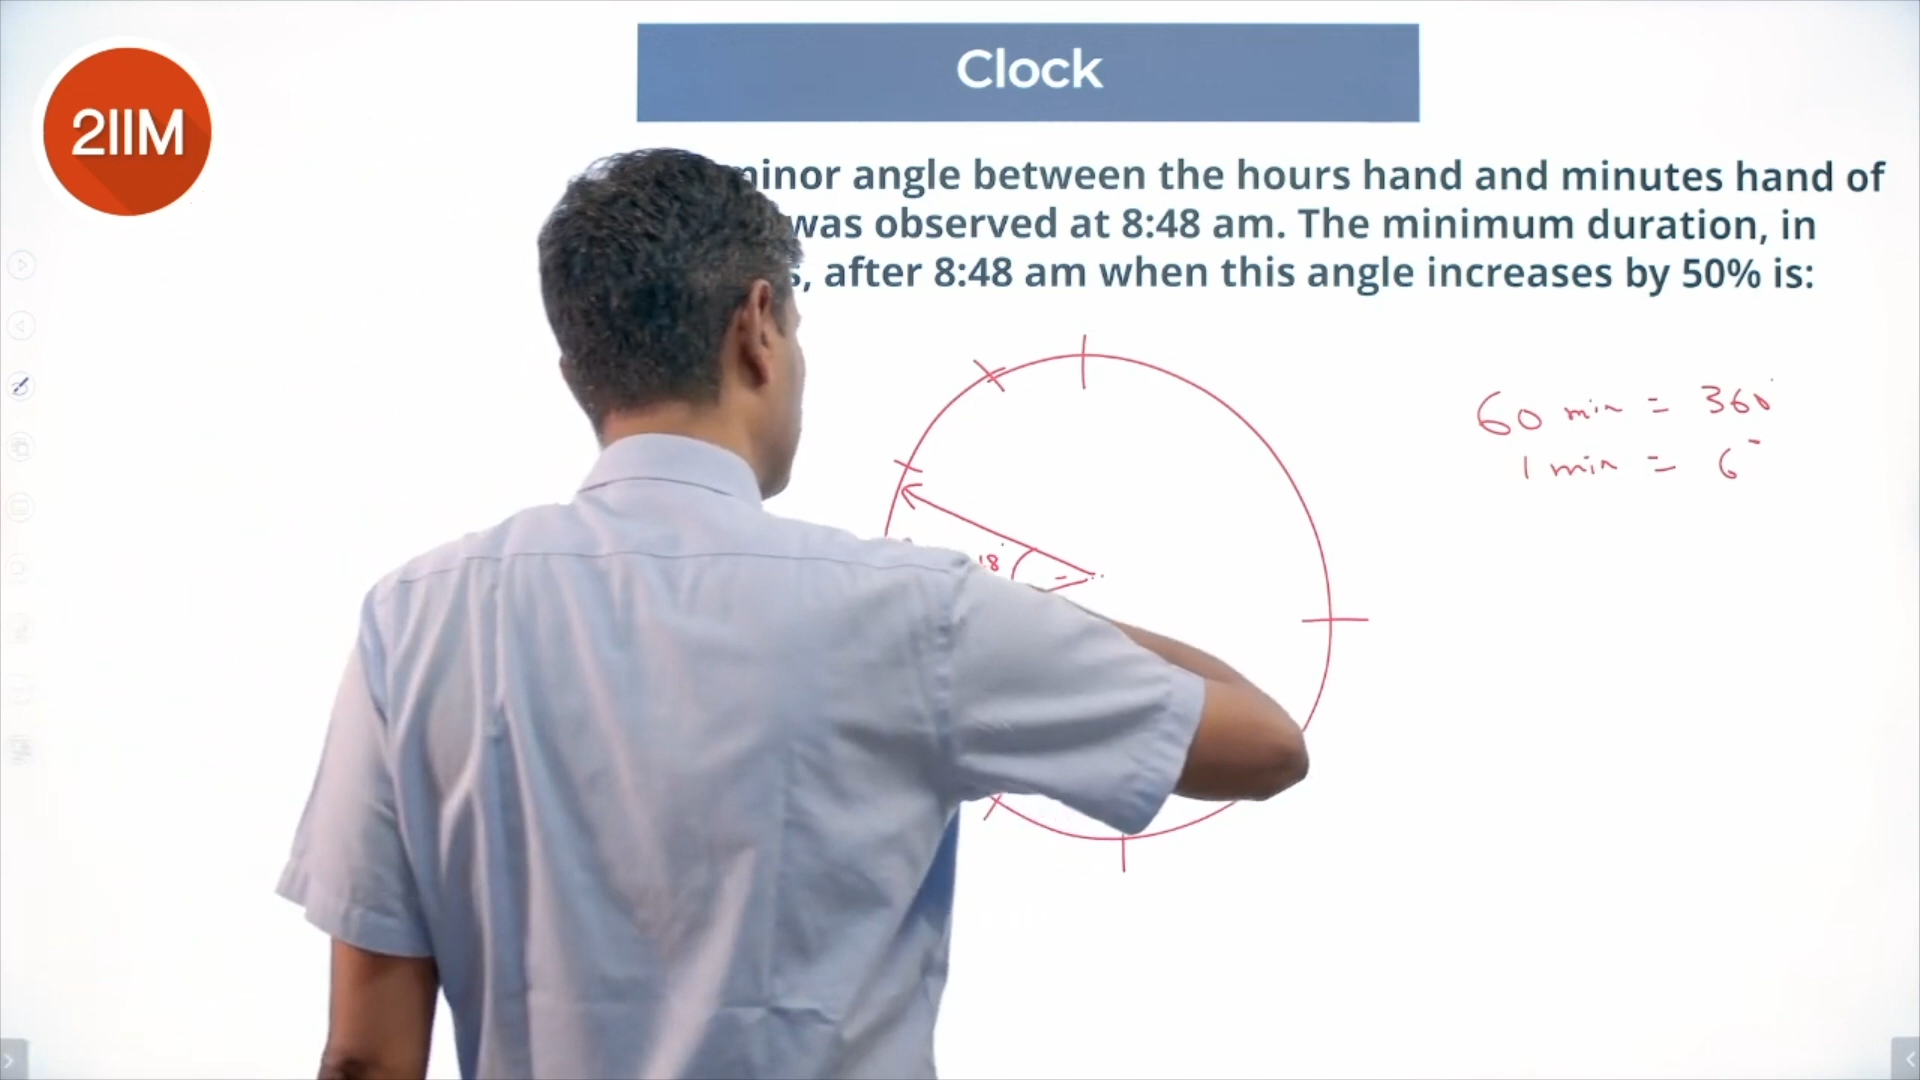 2IIM
Clock
minor angle between the hours hand and minutes hand of
was observed at 8:48 am. The minimum duration, in
, after 8:48 am when this angle increases by 50% is:
60 min = 360°
1 min = 6°
18°